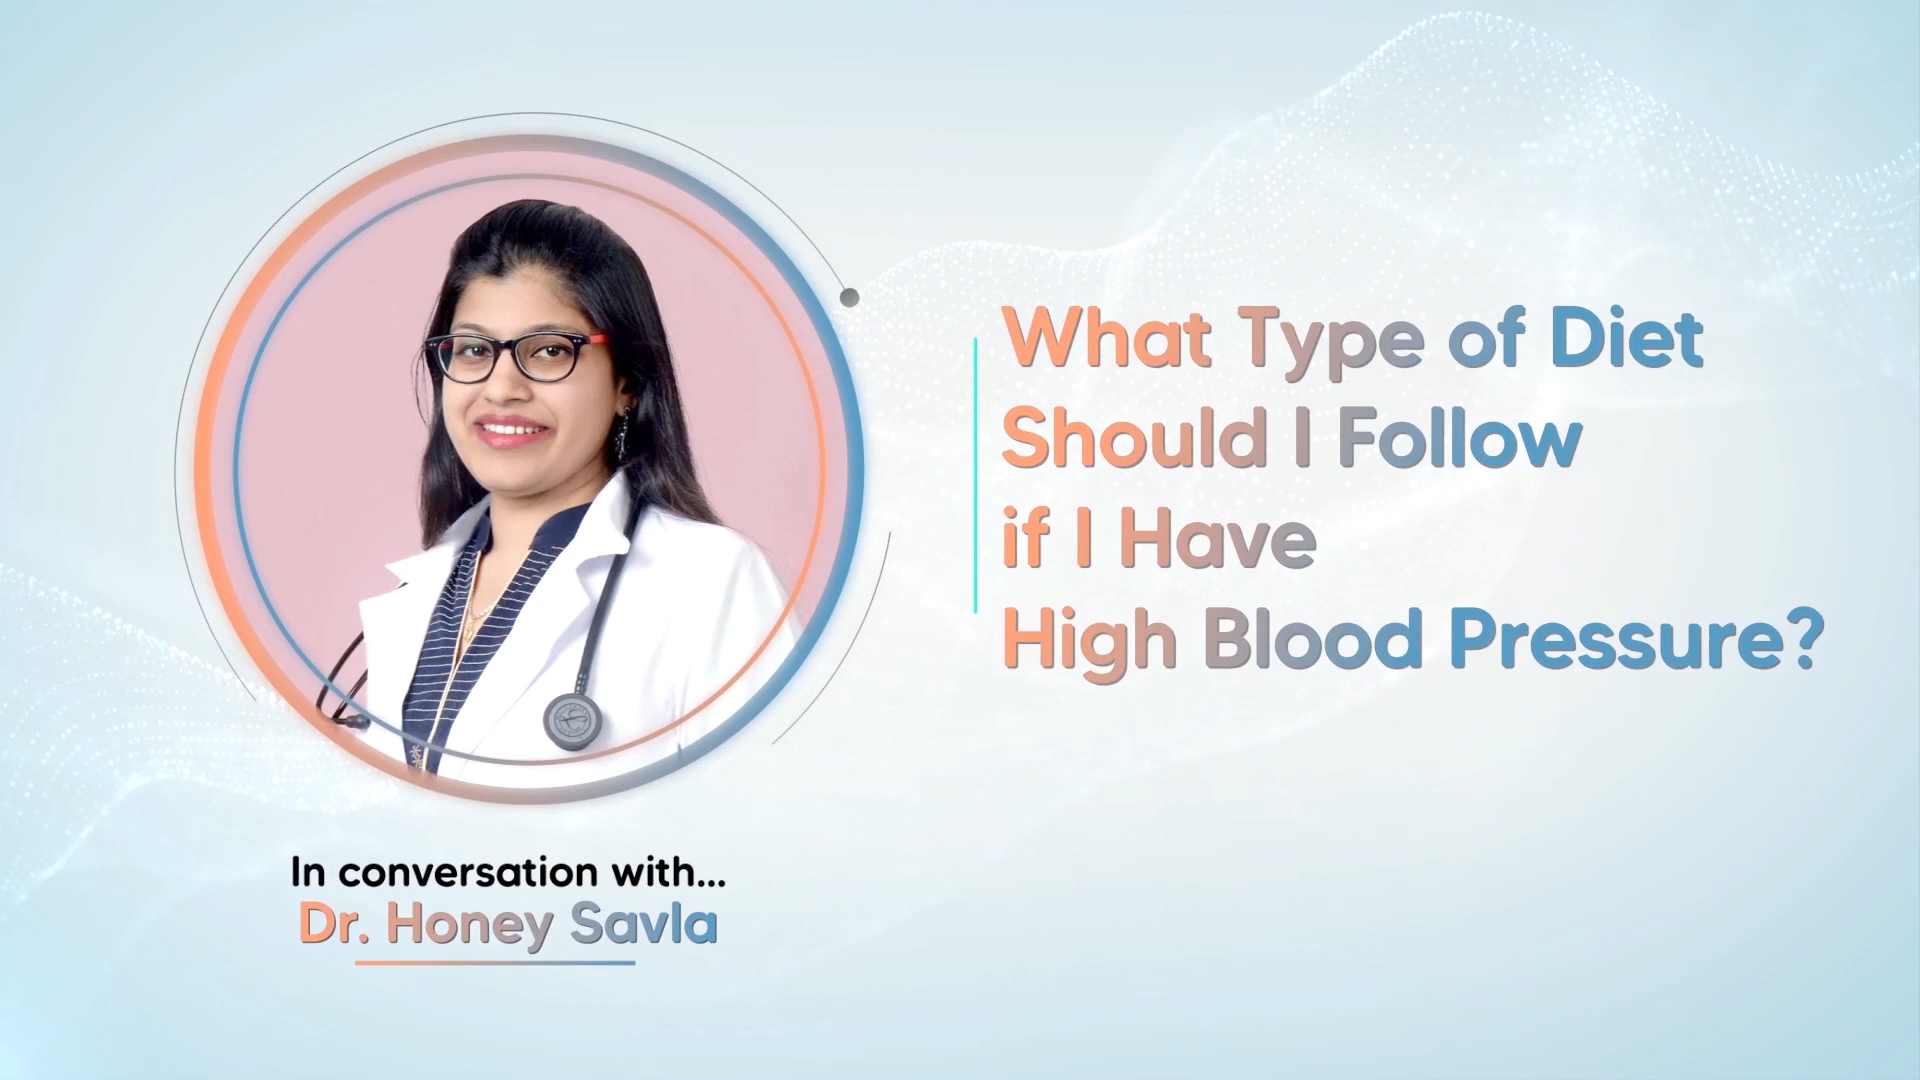 What Type of Diet
Should I Follow
if I Have
High Blood Pressure?
In conversation with...
Dr. Honey Savla